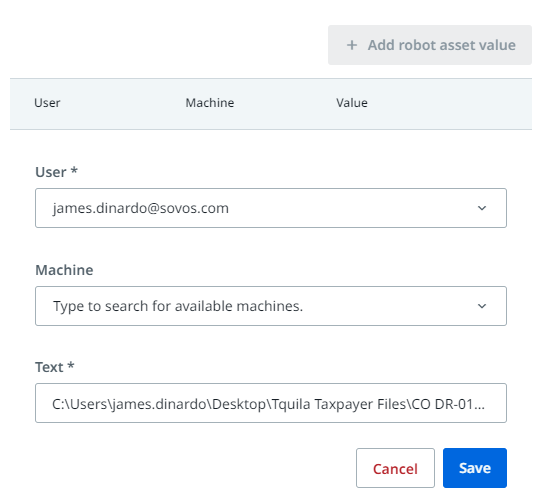 + Add robot asset value
User Machine Value
User *
james.dinardo@sovos.com
Machine
Type to search for available machines.
Text *
C:\Users\james.dinardo\Desktop\Tquila Taxpayer Files\CO DR-01...
Cancel Save